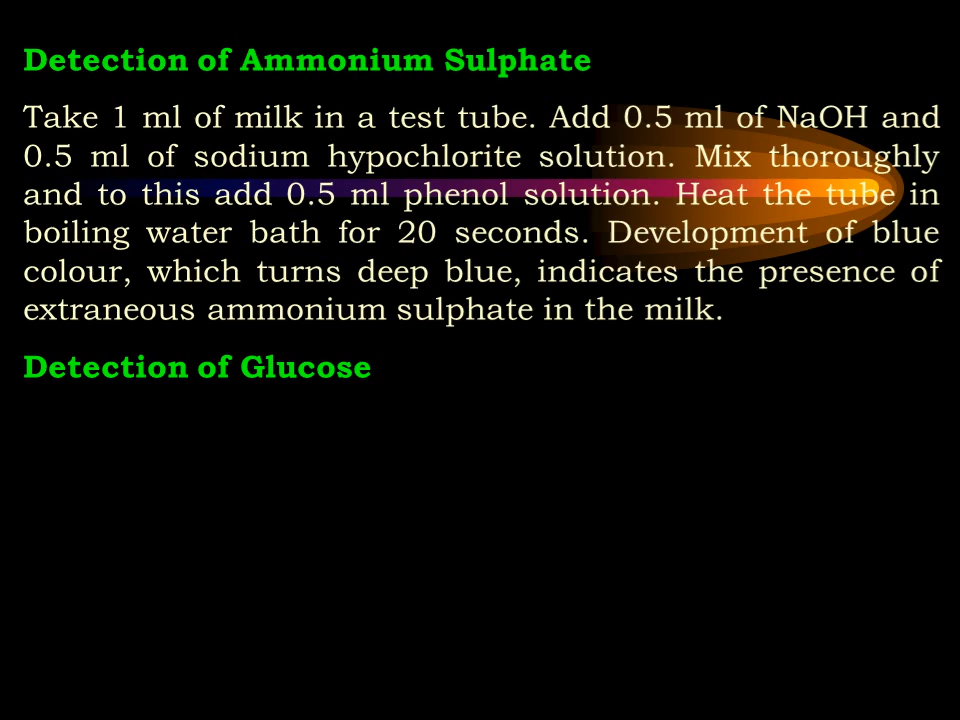 Detection of Ammonium Sulphate
Take 1 ml of milk in a test tube. Add 0.5 ml of NaOH and
0.5 ml of sodium hypochlorite solution. Mix thoroughly
and to this add 0.5 ml phenol solution. Heat the tube in
boiling water bath for 20 seconds. Development of blue
colour, which turns deep blue, indicates the presence of
extraneous ammonium sulphate in the milk.
Detection of Glucose